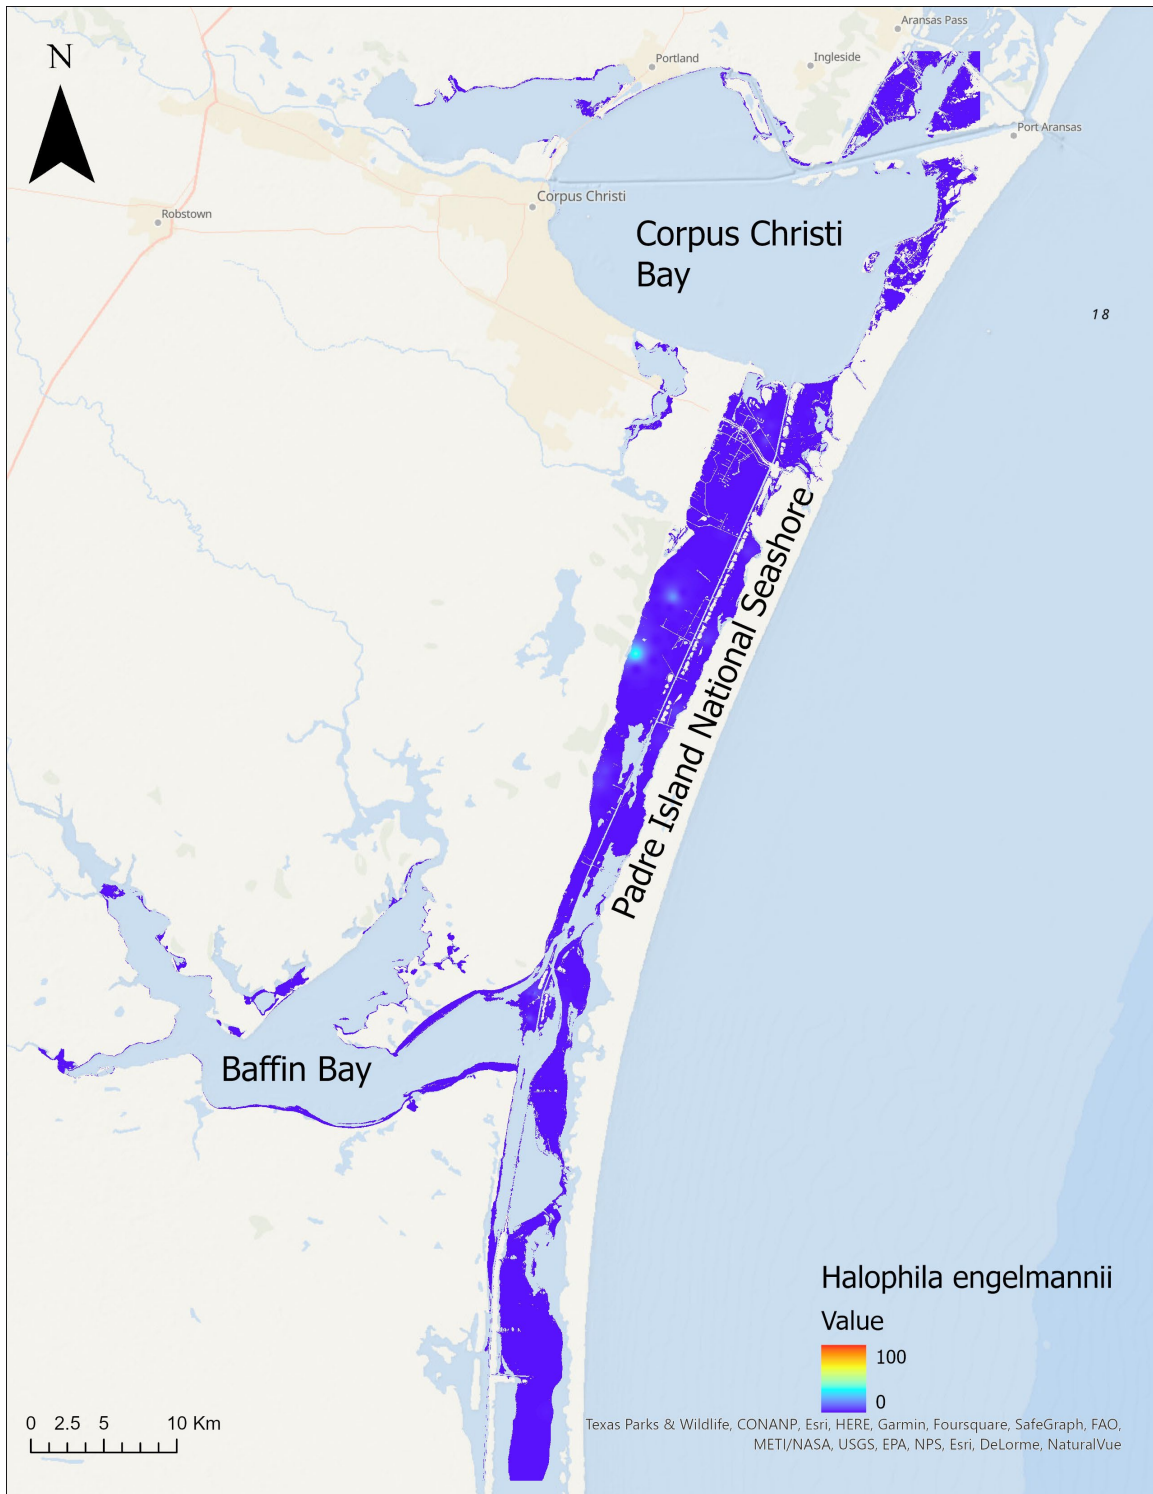 N
Aransas Pass
Portland
Ingleside
Port Aransas
Corpus Christi
Robstown
Corpus Christi
Bay
18
Padre Island National Seashore
Baffin Bay
Halophila engelmannii
Value
100
0
0 2.5 5 10 Km
Texas Parks & Wildlife, CONANP, Esri, HERE, Garmin, Foursquare, SafeGraph, FAO,
METI/NASA, USGS, EPA, NPS, Esri, DeLorme, NaturalVue